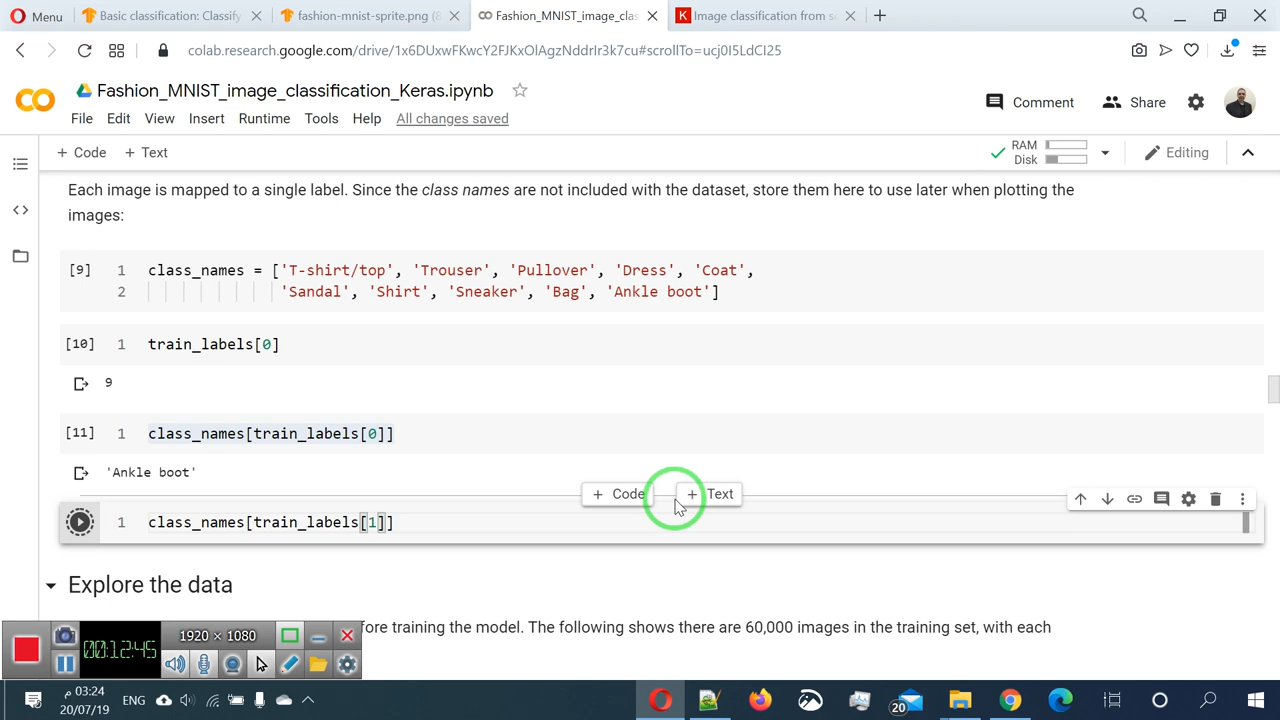 Menu
Basic classification: Classify
fashion-mnist-sprite.png (
Fashion_MNIST_image_clas
Image classification from s
colab.research.google.com/drive/1x6DUxwFKwcY2FJKxOlAgzNddrIr3k7cu#scrollTo=ucj0I5LdCI25
Fashion_MNIST_image_classification_Keras.ipynb
File Edit View Insert Runtime Tools Help All changes saved
Comment Share
+ Code + Text
RAM
Disk
Editing
Each image is mapped to a single label. Since the class names are not included with the dataset, store them here to use later when plotting the
images:
[9] 1 class_names = ['T-shirt/top', 'Trouser', 'Pullover', 'Dress', 'Coat',
2 'Sandal', 'Shirt', 'Sneaker', 'Bag', 'Ankle boot']
[10] 1 train_labels[0]
9
[11] 1 class_names[train_labels[0]]
'Ankle boot'
+ Code + Text
1 class_names[train_labels[1]]
Explore the data
fore training the model. The following shows there are 60,000 images in the training set, with each
00:12:45
1920 × 1080
ENG
03:24 م
20/07/19
20